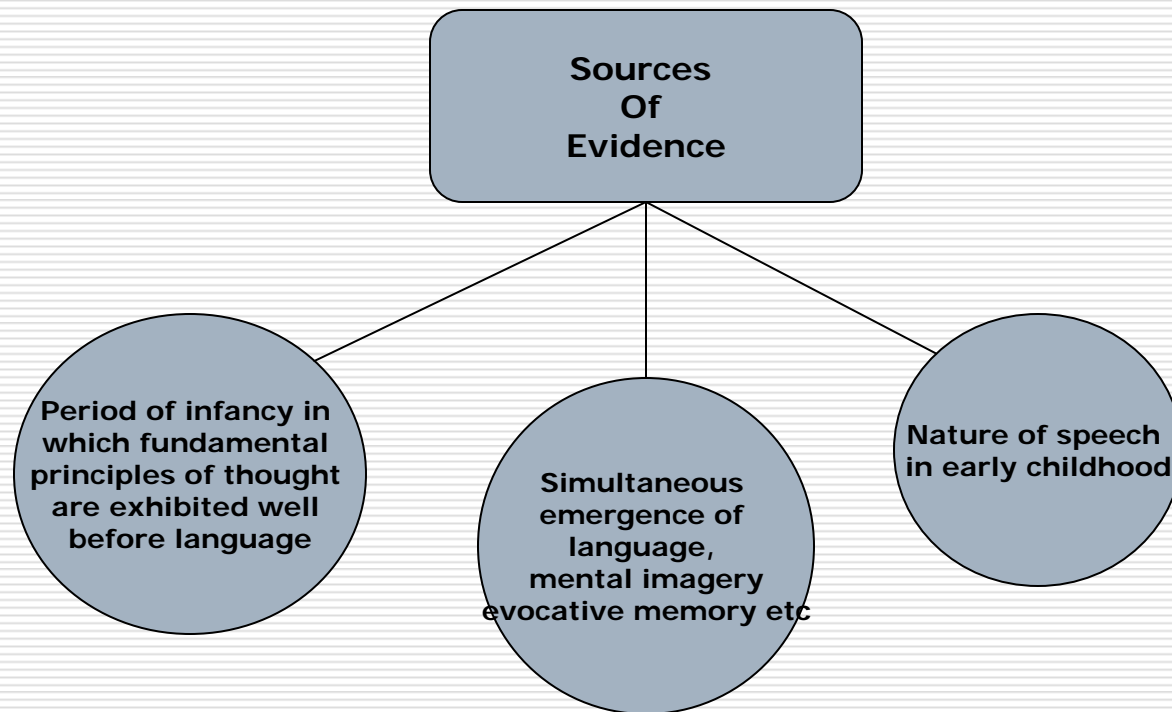 Sources
Of
Evidence
Period of infancy in
which fundamental
principles of thought
are exhibited well
before language
Simultaneous
emergence of
language,
mental imagery
evocative memory etc
Nature of speech
in early childhood